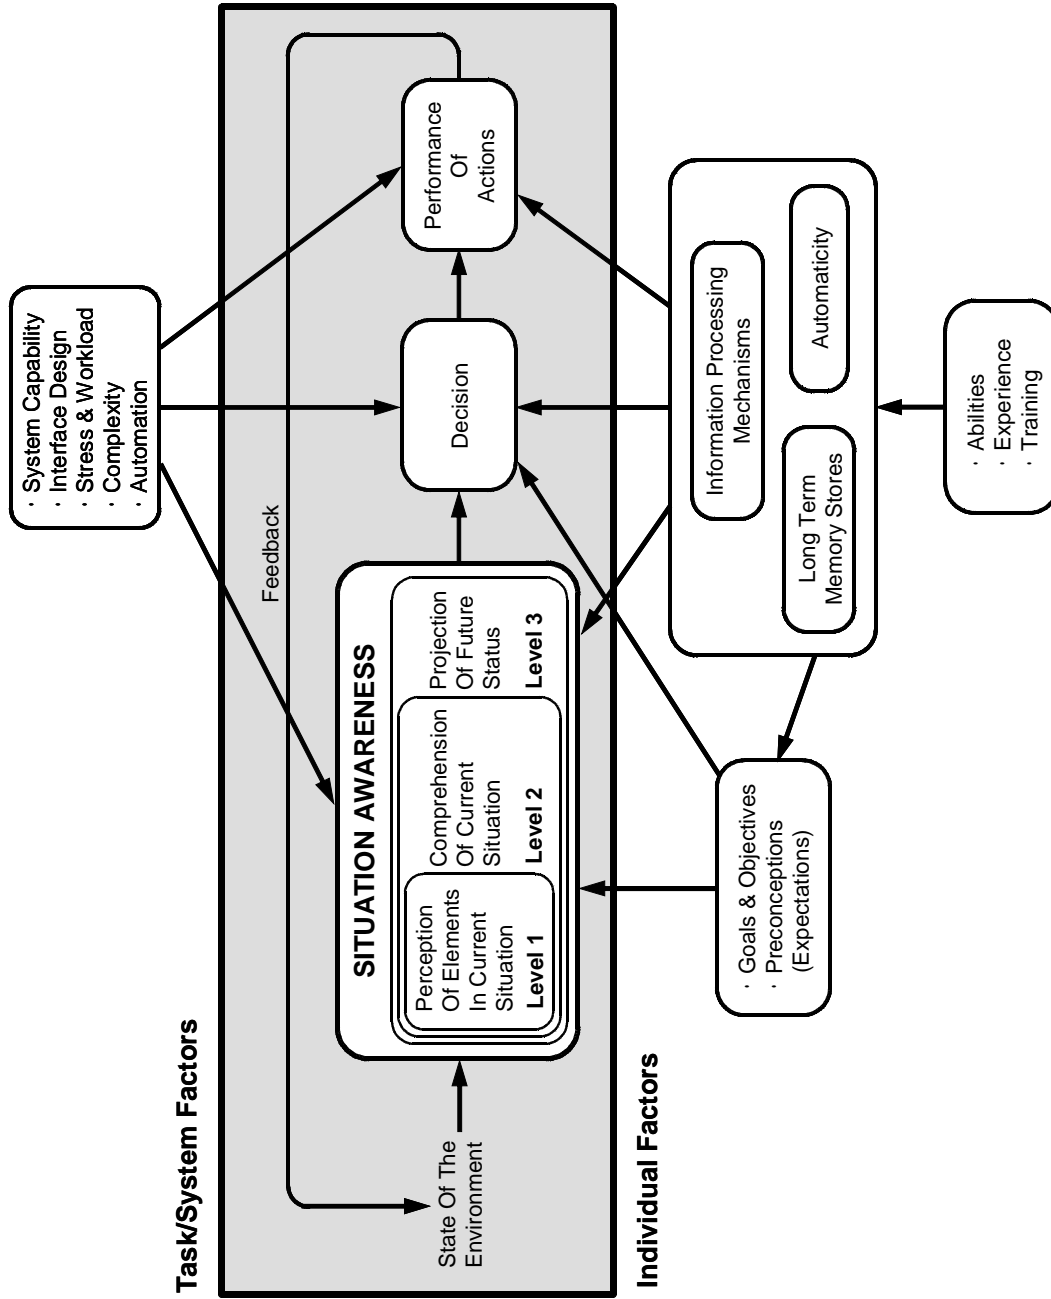 · System Capability
· Interface Design
· Stress & Workload
· Complexity
· Automation
Task/System Factors
Feedback
SITUATION AWARENESS
Perception
Of Elements
In Current
Situation
Level 1
Comprehension
Of Current
Situation
Level 2
Projection
Of Future
Status
Level 3
State Of The
Environment
Decision
Performance
Of
Actions
Individual Factors
· Goals & Objectives
· Preconceptions
(Expectations)
Information Processing
Mechanisms
Long Term
Memory Stores
Automaticity
· Abilities
· Experience
· Training